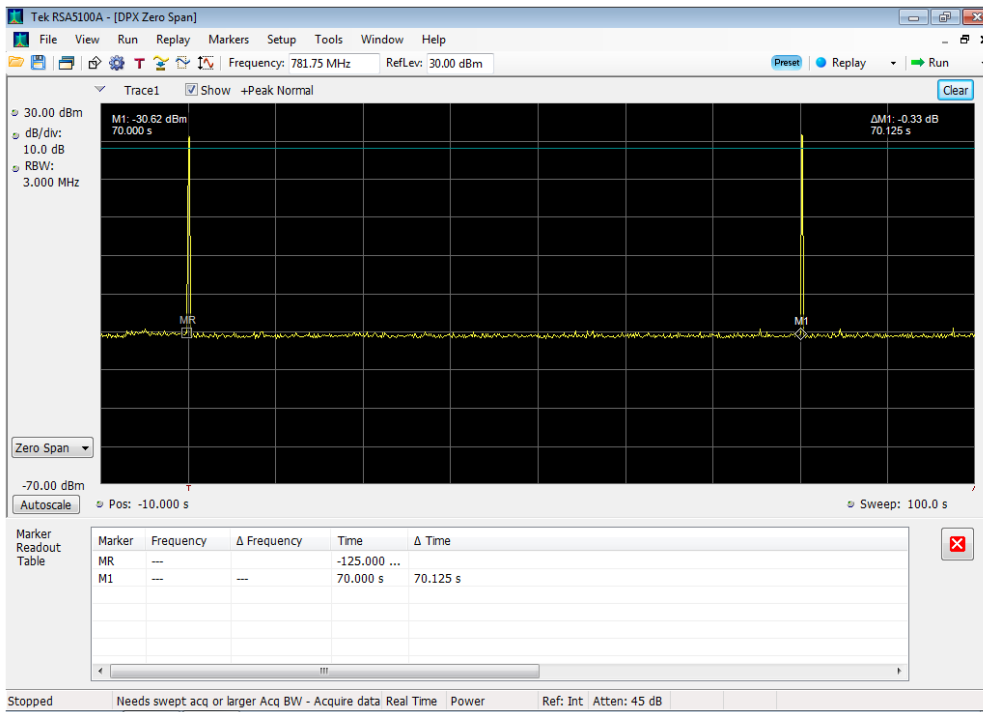 Tek RSA5100A - [DPX Zero Span]
File View Run Replay Markers Setup Tools Window Help
T Frequency: 781.75 MHz RefLev: 30.00 dBm Preset Replay Run
Trace1 Show +Peak Normal Clear
30.00 dBm
dB/div:
10.0 dB
RBW:
3.000 MHz
M1: -30.62 dBm
70.000 s
ΔM1: -0.33 dB
70.125 s
MR
M1
Zero Span
-70.00 dBm
T
Autoscale Pos: -10.000 s Sweep: 100.0 s
Marker Readout Table
Marker Frequency Δ Frequency Time Δ Time
MR --- -125.000 ...
M1 --- --- 70.000 s 70.125 s
Stopped Needs swept acq or larger Acq BW - Acquire data Real Time Power Ref: Int Atten: 45 dB